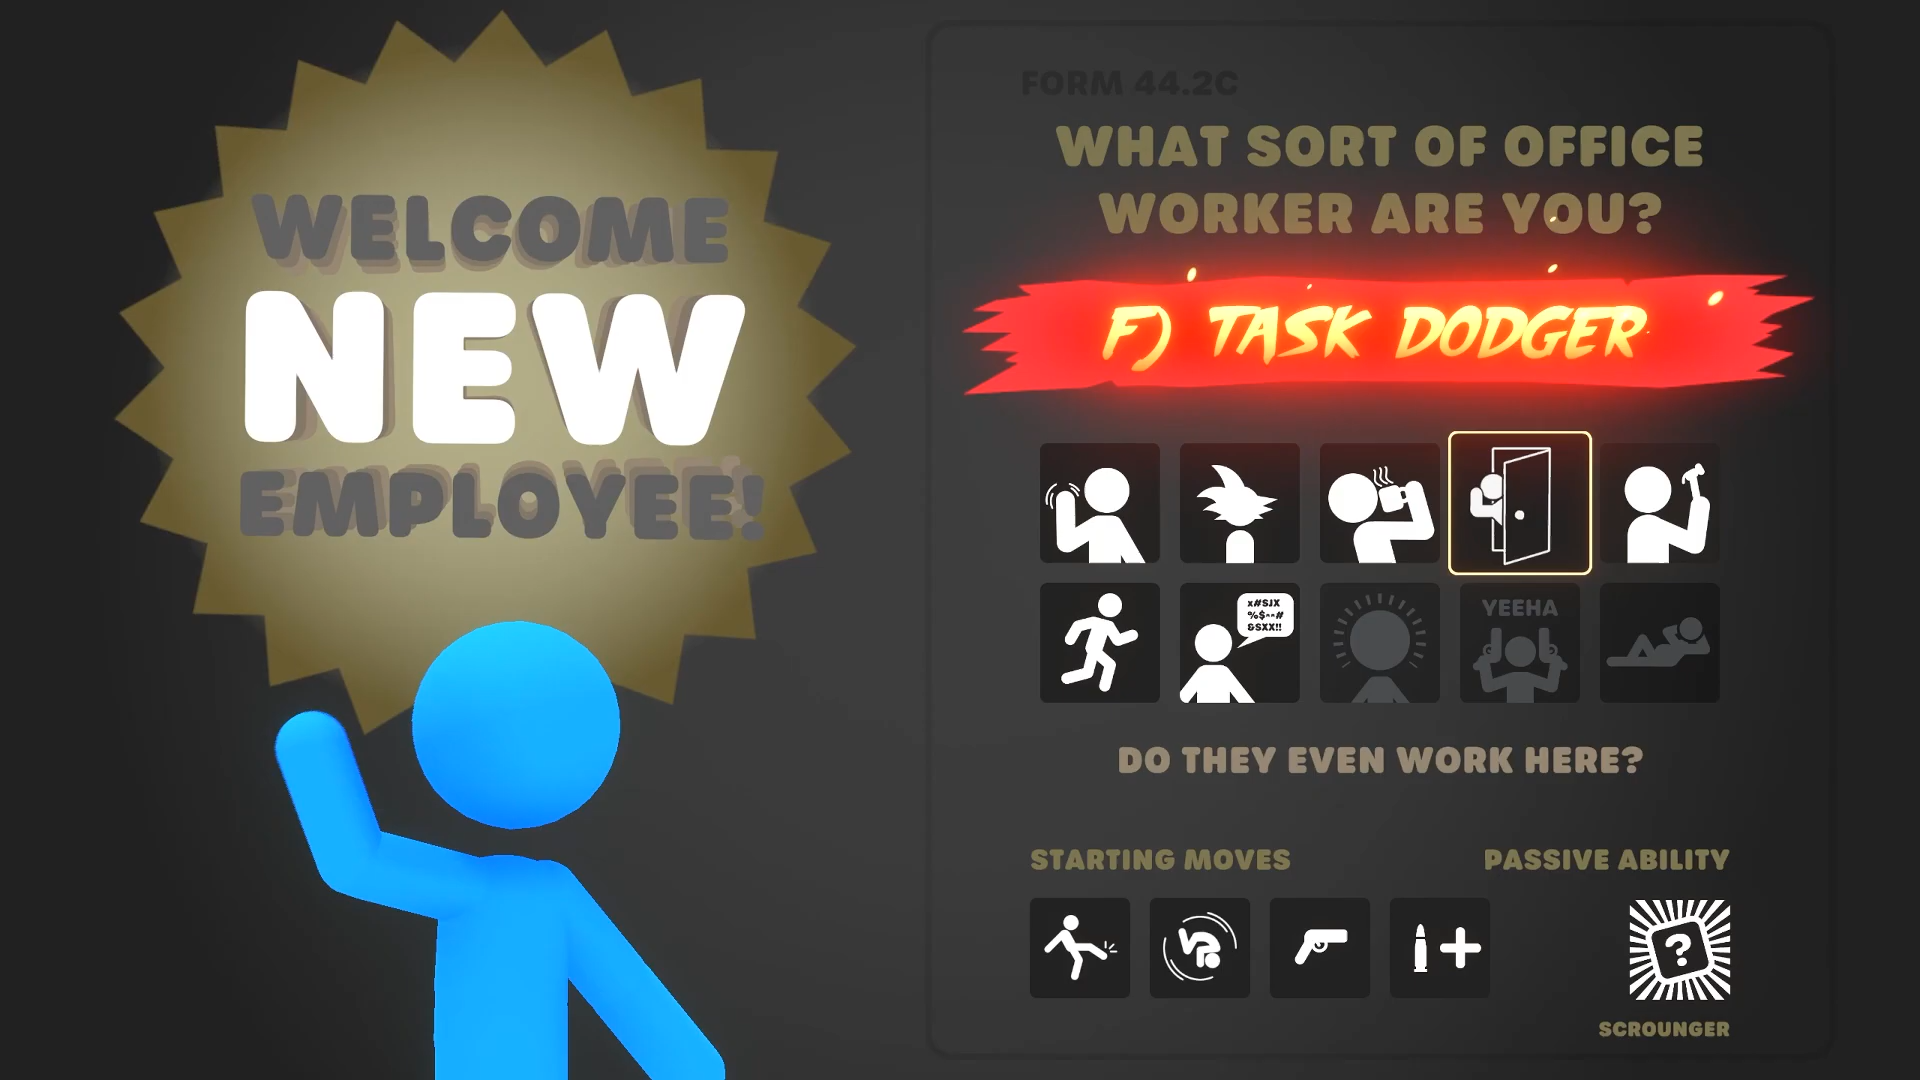 WELCOME
NEW
EMPLOYEE!
FORM 44.2C
WHAT SORT OF OFFICE
WORKER ARE YOU?
F) TASK DODGER
X#SJX
%$~~#
&SXX!!
YEEHA
DO THEY EVEN WORK HERE?
STARTING MOVES
PASSIVE ABILITY
?
SCROUNGER